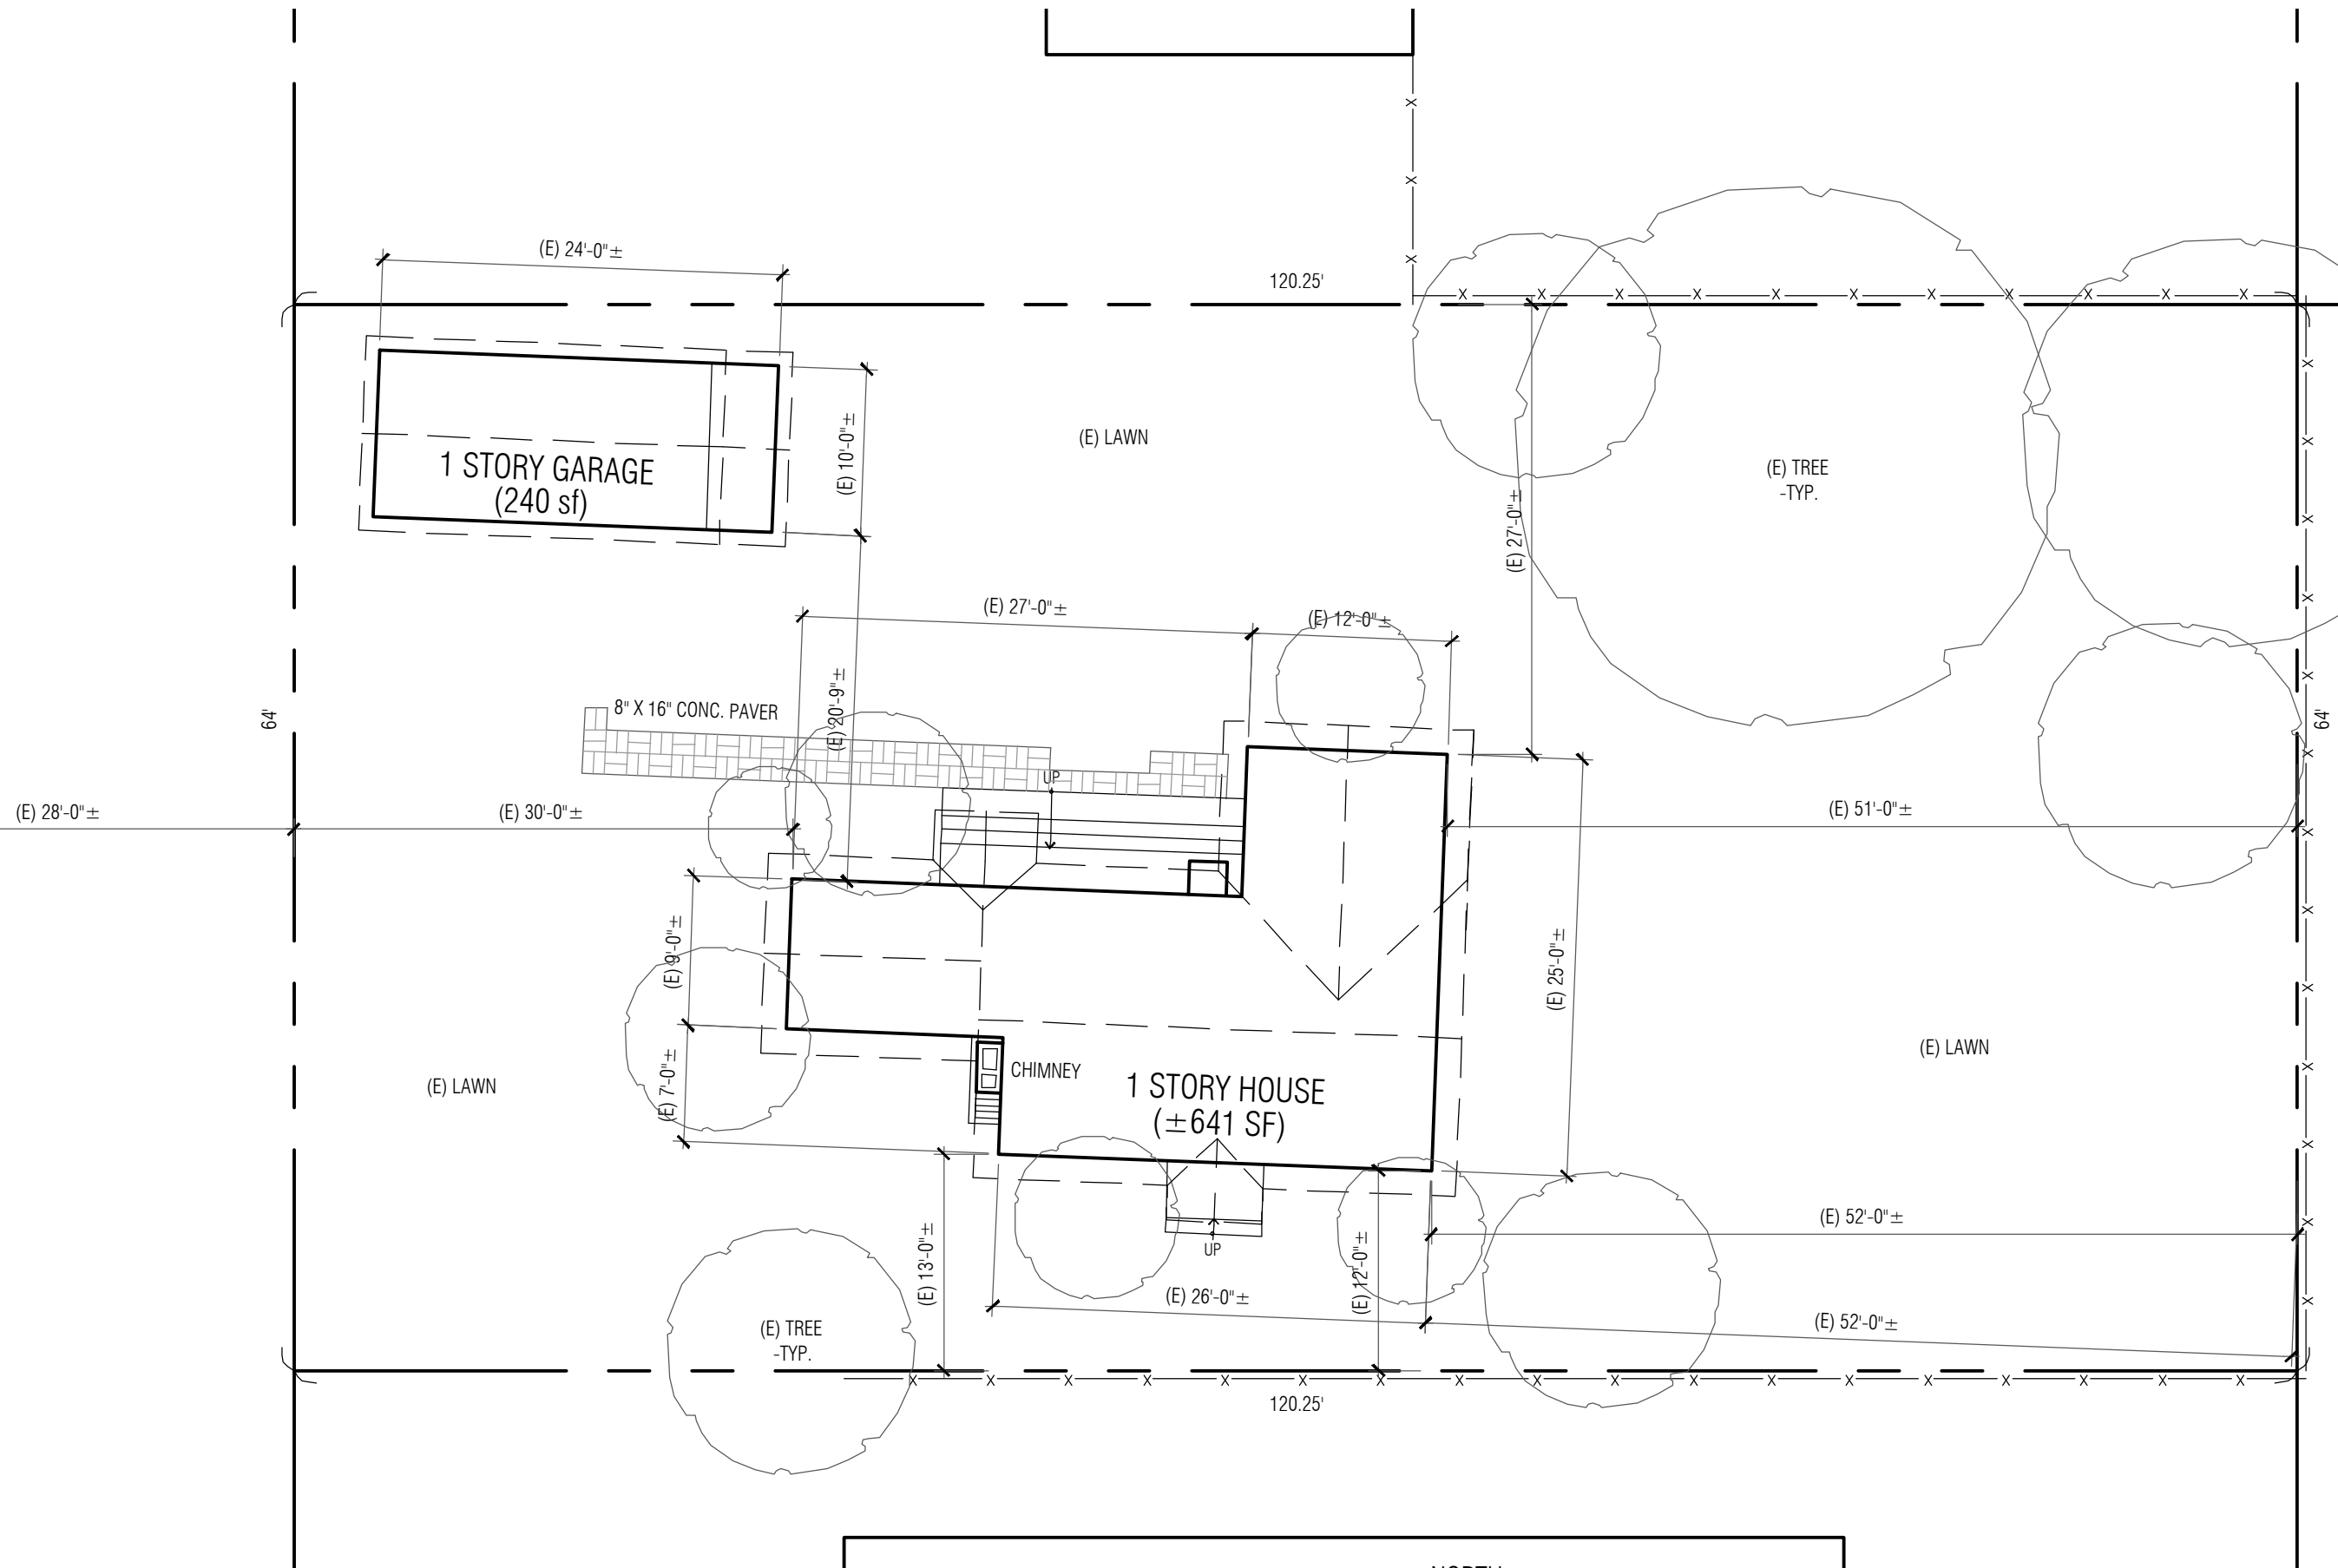 (E) 24'-0"±
120.25'
(E) 10'-0"±
(E) LAWN
1 STORY GARAGE
(240 sf)
(E) TREE
-TYP.
(E) 27'-0"±
(E) 27'-0"±
(E) 12'-0"±
64'
8" X 16" CONC. PAVER
(E) 20'-9"±
64'
UP
(E) 28'-0"±
(E) 30'-0"±
(E) 51'-0"±
(E) 9'-0"±
(E) 25'-0"±
(E) LAWN
CHIMNEY
(E) LAWN
1 STORY HOUSE
(±641 SF)
(E) 7'-0"±
(E) 52'-0"±
UP
(E) 13'-0"±
(E) 12'-0"±
(E) 26'-0"±
(E) 52'-0"±
(E) TREE
-TYP.
120.25'
NORTH